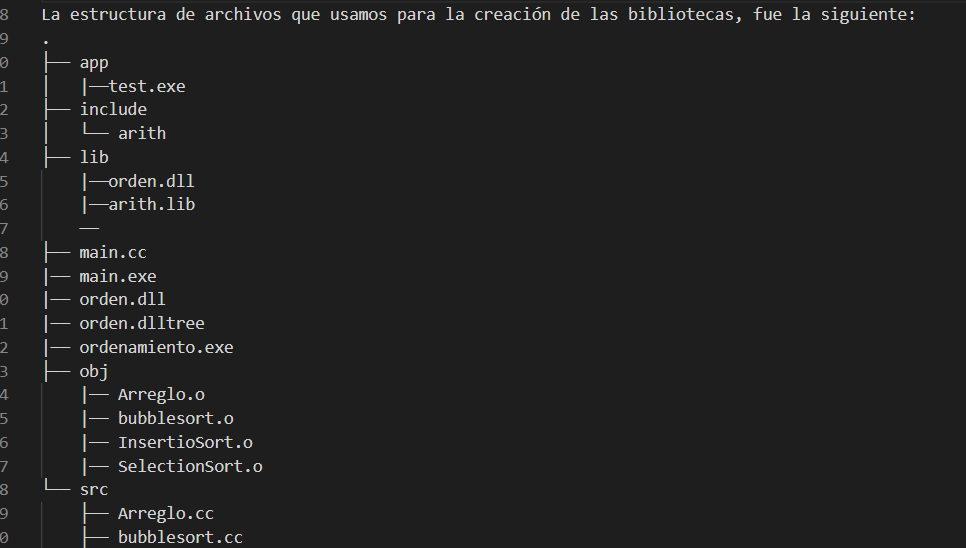 8 La estructura de archivos que usamos para la creación de las bibliotecas, fue la siguiente:
9 .
0 ├── app
1 │   |──test.exe
2 ├── include
3 │   └── arith
4 ├── lib
5     |──orden.dll
6     |──arith.lib
7     ──
8 ├── main.cc
9 |── main.exe
0 |── orden.dll
1 |── orden.dlltree
2 |── ordenamiento.exe
3 ├── obj
4     |── Arreglo.o
5     |── bubblesort.o
6     |── InsertioSort.o
7     |── SelectionSort.o
8 └── src
9     ├── Arreglo.cc
0     ├── bubblesort.cc